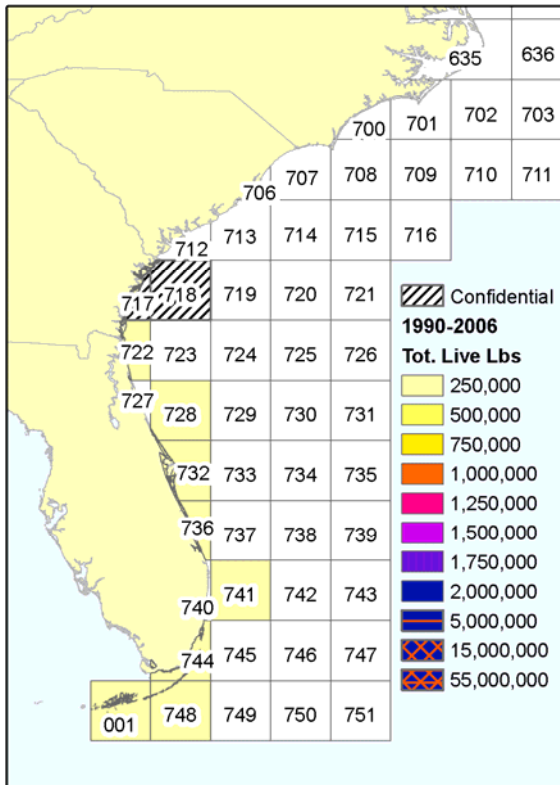 635 636
700 701 702 703
706 707 708 709 710 711
712 713 714 715 716
717 718 719 720 721
722 723 724 725 726
727 728 729 730 731
732 733 734 735
736 737 738 739
740 741 742 743
744 745 746 747
001 748 749 750 751
Confidential
1990-2006
Tot. Live Lbs
250,000
500,000
750,000
1,000,000
1,250,000
1,500,000
1,750,000
2,000,000
5,000,000
15,000,000
55,000,000